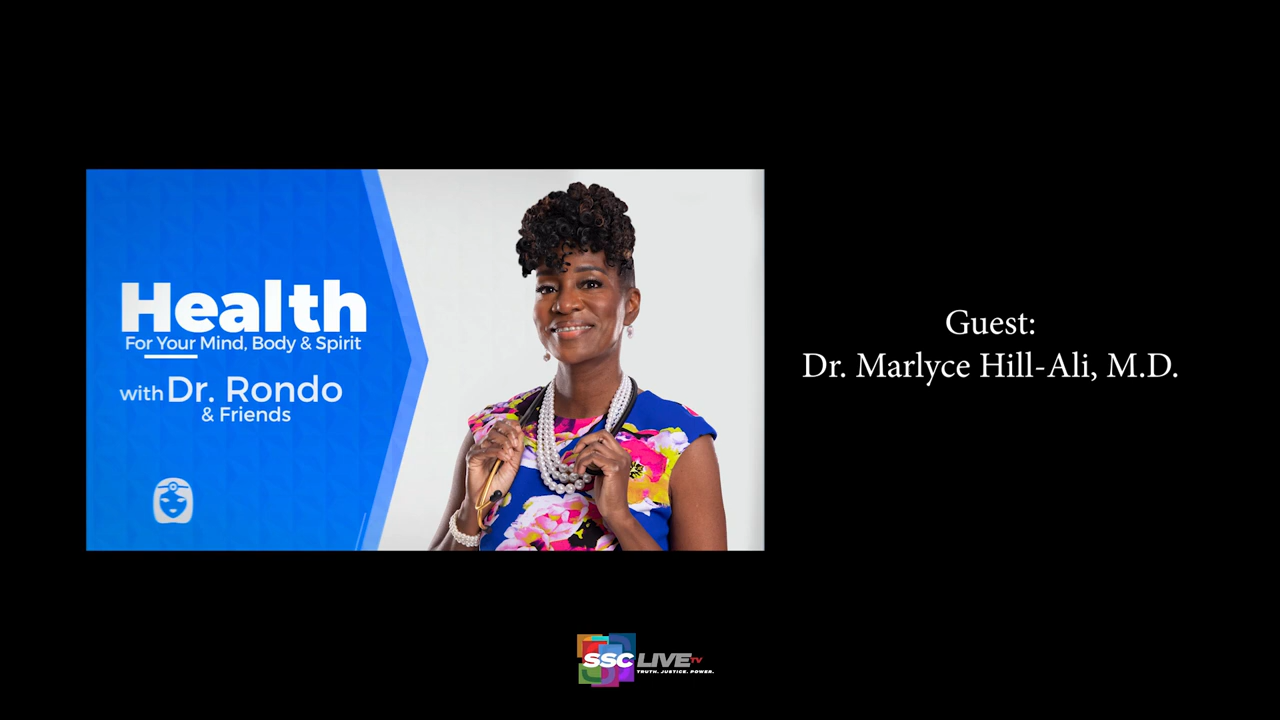 Health
For Your Mind, Body & Spirit
with Dr. Rondo
& Friends
Guest:
Dr. Marlyce Hill-Ali, M.D.
SSC LIVE TV
TRUTH. JUSTICE. POWER.